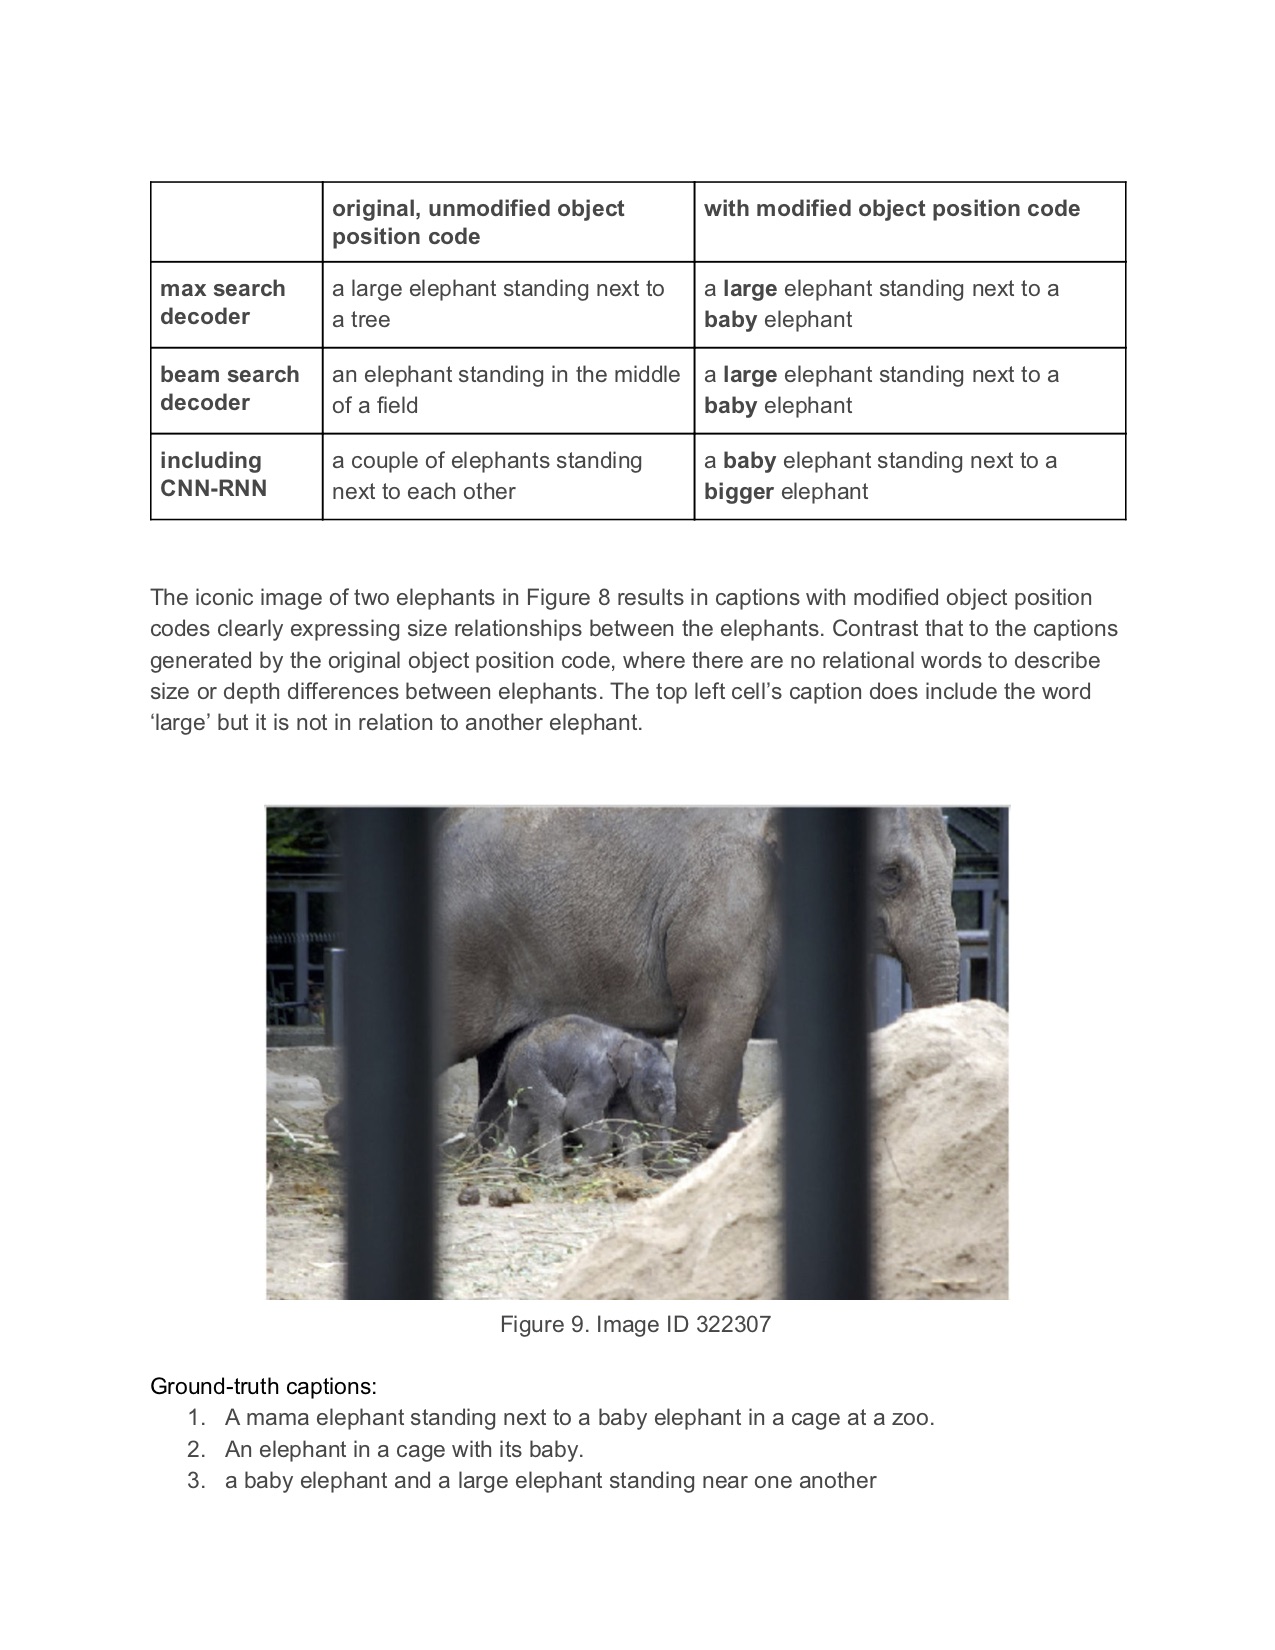 original, unmodified object
position code
with modified object position code
max search
decoder
a large elephant standing next to
a tree
a large elephant standing next to a
baby elephant
beam search
decoder
an elephant standing in the middle
of a field
a large elephant standing next to a
baby elephant
including
CNN-RNN
a couple of elephants standing
next to each other
a baby elephant standing next to a
bigger elephant
The iconic image of two elephants in Figure 8 results in captions with modified object position
codes clearly expressing size relationships between the elephants. Contrast that to the captions
generated by the original object position code, where there are no relational words to describe
size or depth differences between elephants. The top left cell’s caption does include the word
‘large’ but it is not in relation to another elephant.
Figure 9. Image ID 322307
Ground-truth captions:
1. A mama elephant standing next to a baby elephant in a cage at a zoo.
2. An elephant in a cage with its baby.
3. a baby elephant and a large elephant standing near one another